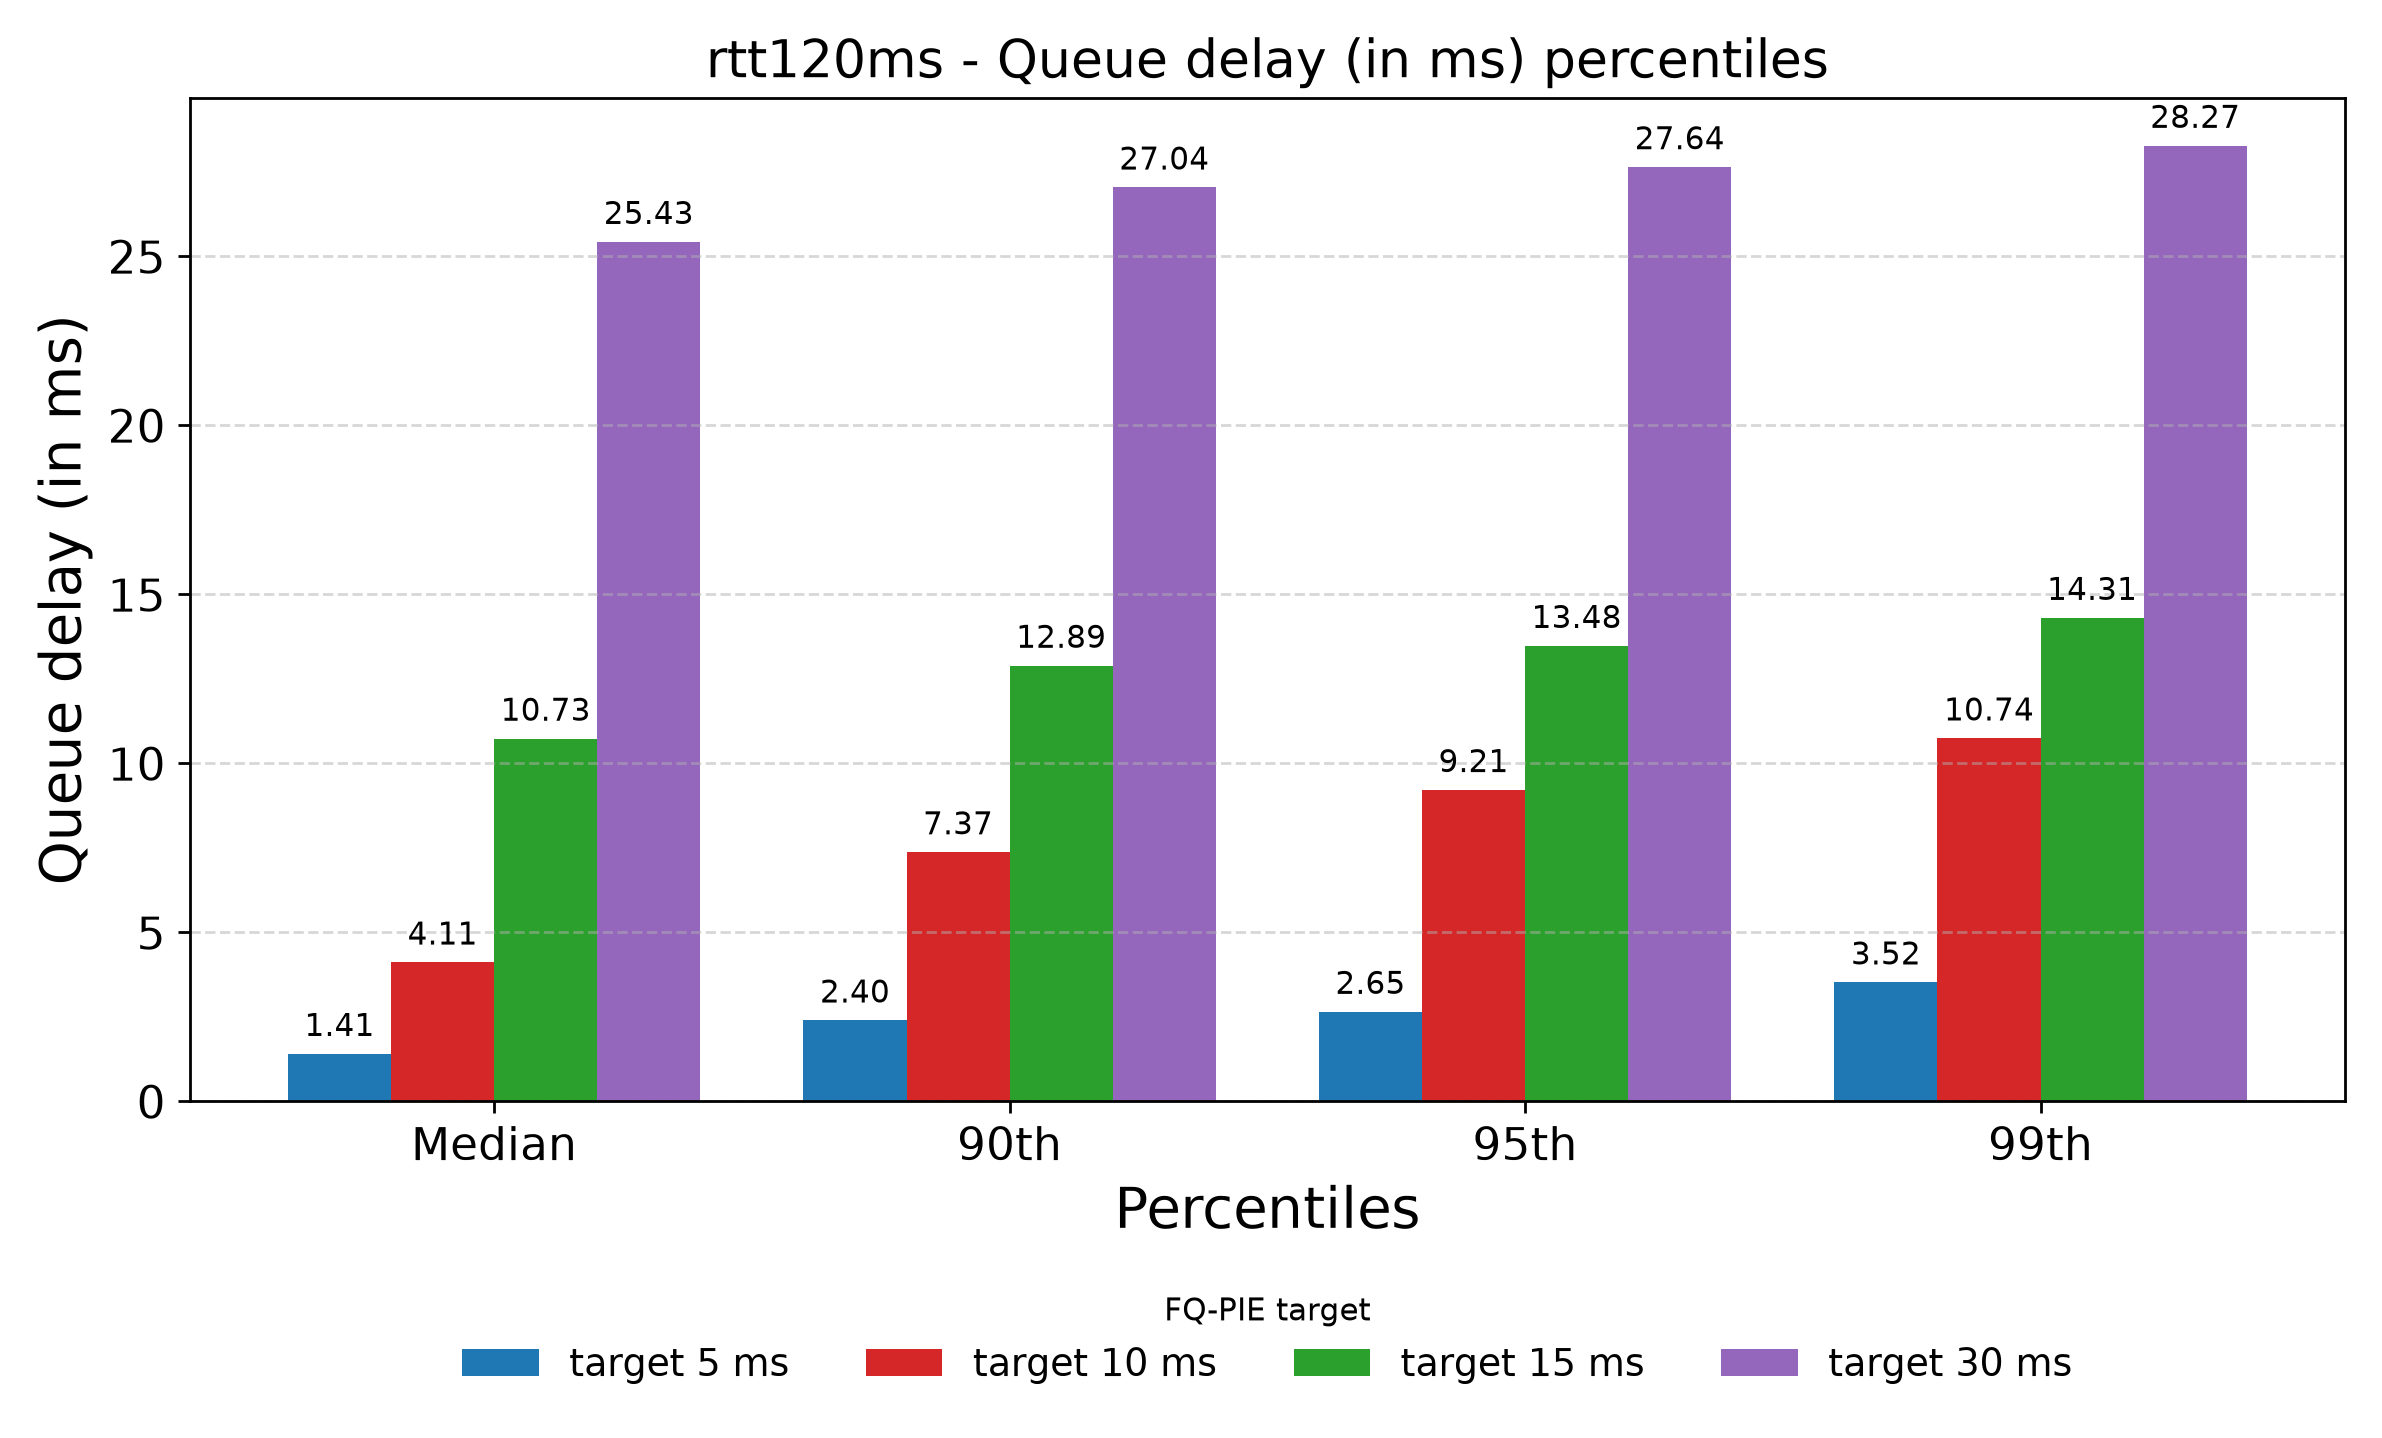 rtt120ms - Queue delay (in ms) percentiles
Queue delay (in ms)
25
20
15
10
5
0
1.41
4.11
10.73
25.43
2.40
7.37
12.89
27.04
2.65
9.21
13.48
27.64
3.52
10.74
14.31
28.27
Median
90th
95th
99th
Percentiles
FQ-PIE target
target 5 ms
target 10 ms
target 15 ms
target 30 ms